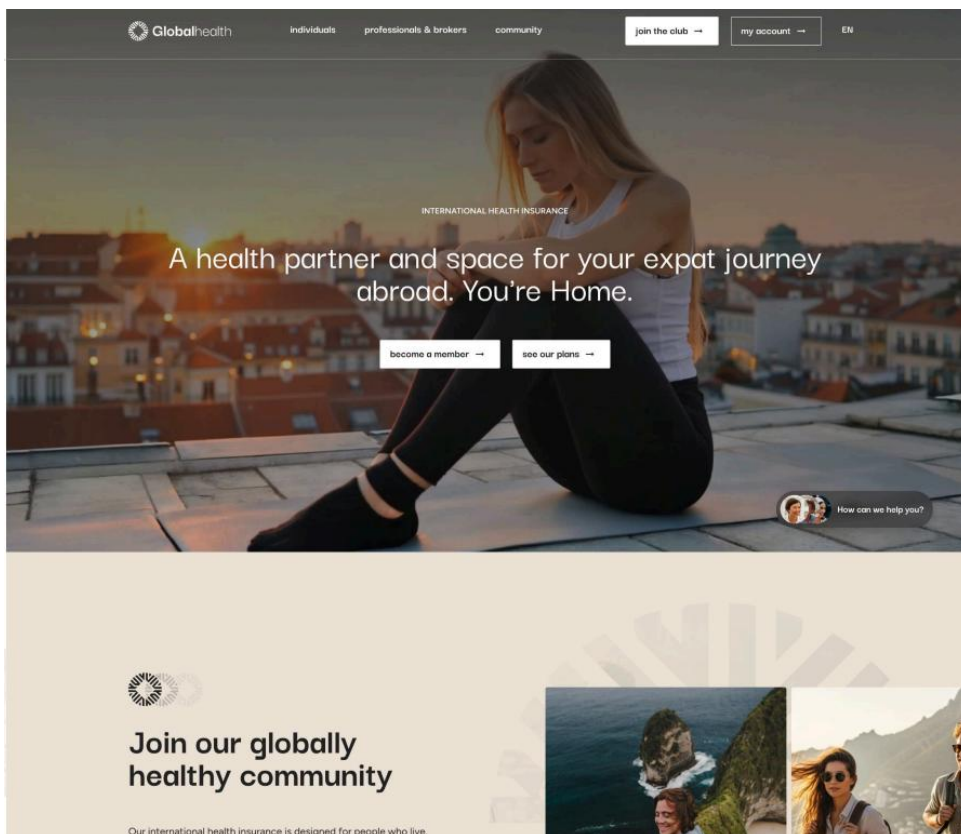 Globalhealth
individuals
professionals & brokers
community
join the club →
my account →
EN
INTERNATIONAL HEALTH INSURANCE
A health partner and space for your expat journey
abroad. You're Home.
become a member →
see our plans →
How can we help you?
Join our globally
healthy community
Our international health insurance is designed for people who live,